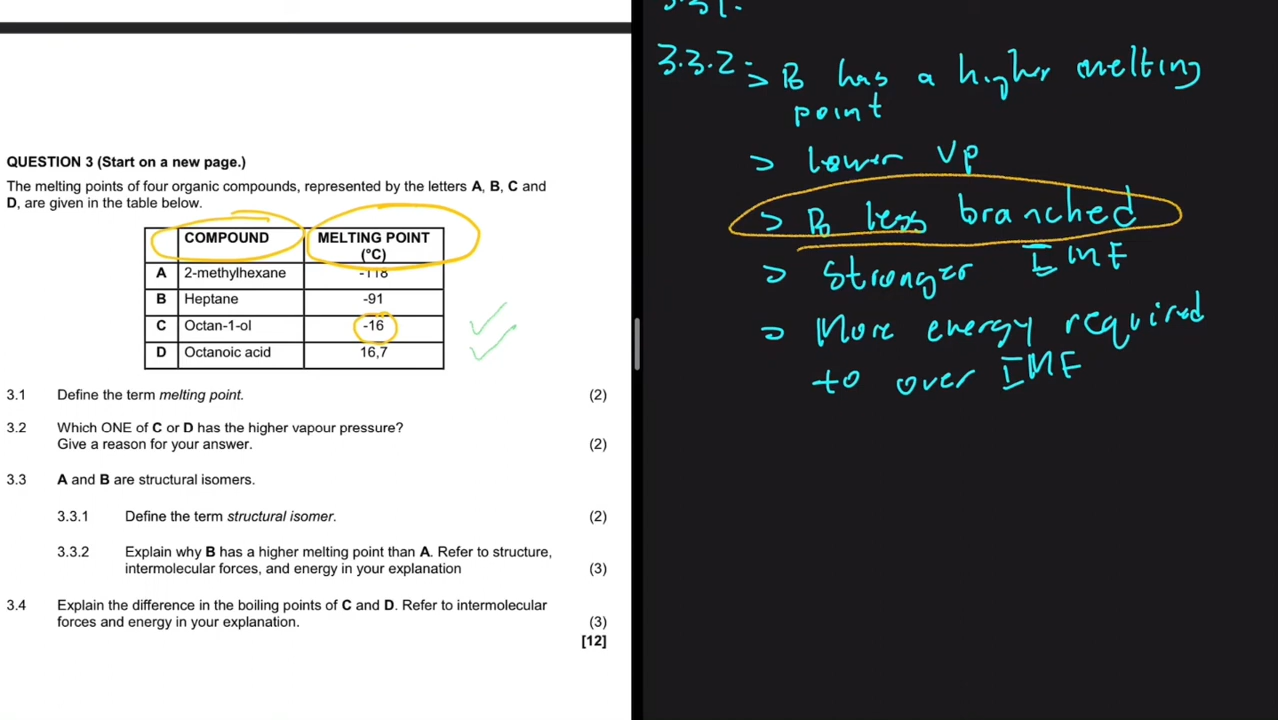 QUESTION 3 (Start on a new page.)
The melting points of four organic compounds, represented by the letters A, B, C and
D, are given in the table below.
COMPOUND MELTING POINT
(°C)
A 2-methylhexane -118
B Heptane -91
C Octan-1-ol -16
D Octanoic acid 16,7
3.1 Define the term melting point. (2)
3.2 Which ONE of C or D has the higher vapour pressure?
Give a reason for your answer. (2)
3.3 A and B are structural isomers.
3.3.1 Define the term structural isomer. (2)
3.3.2 Explain why B has a higher melting point than A. Refer to structure,
intermolecular forces, and energy in your explanation (3)
3.4 Explain the difference in the boiling points of C and D. Refer to intermolecular
forces and energy in your explanation. (3)
[12]
3.3.2 -> B has a higher melting
point
> lower vp
> B less branched
> Stronger IMF
> More energy required
to over IMF